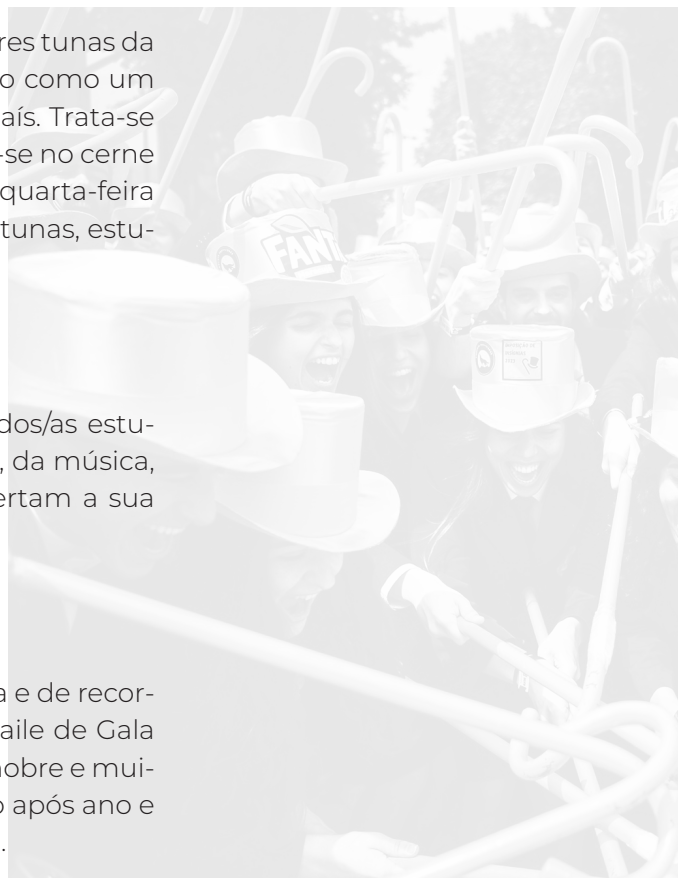 res tunas da
o como um
aís. Trata-se
-se no cerne
quarta-feira
tunas, estu-
FANT
dos/as estu-
, da música,
ertam a sua
a e de recor-
aile de Gala
nobre e mui-
o após ano e
.